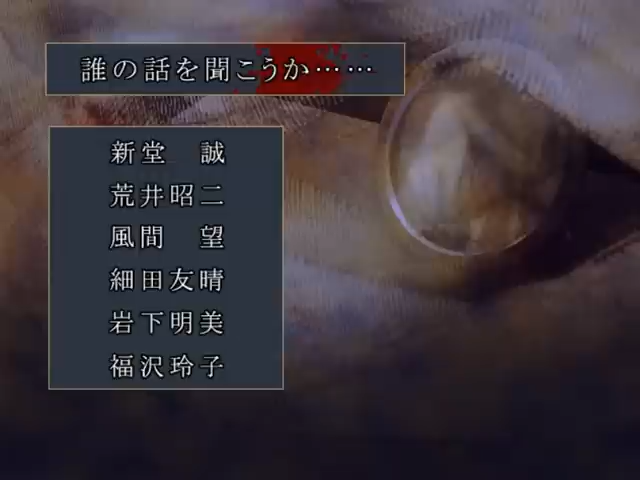 誰の話を聞こうか……
新堂　誠
荒井昭二
風間　望
細田友晴
岩下明美
福沢玲子